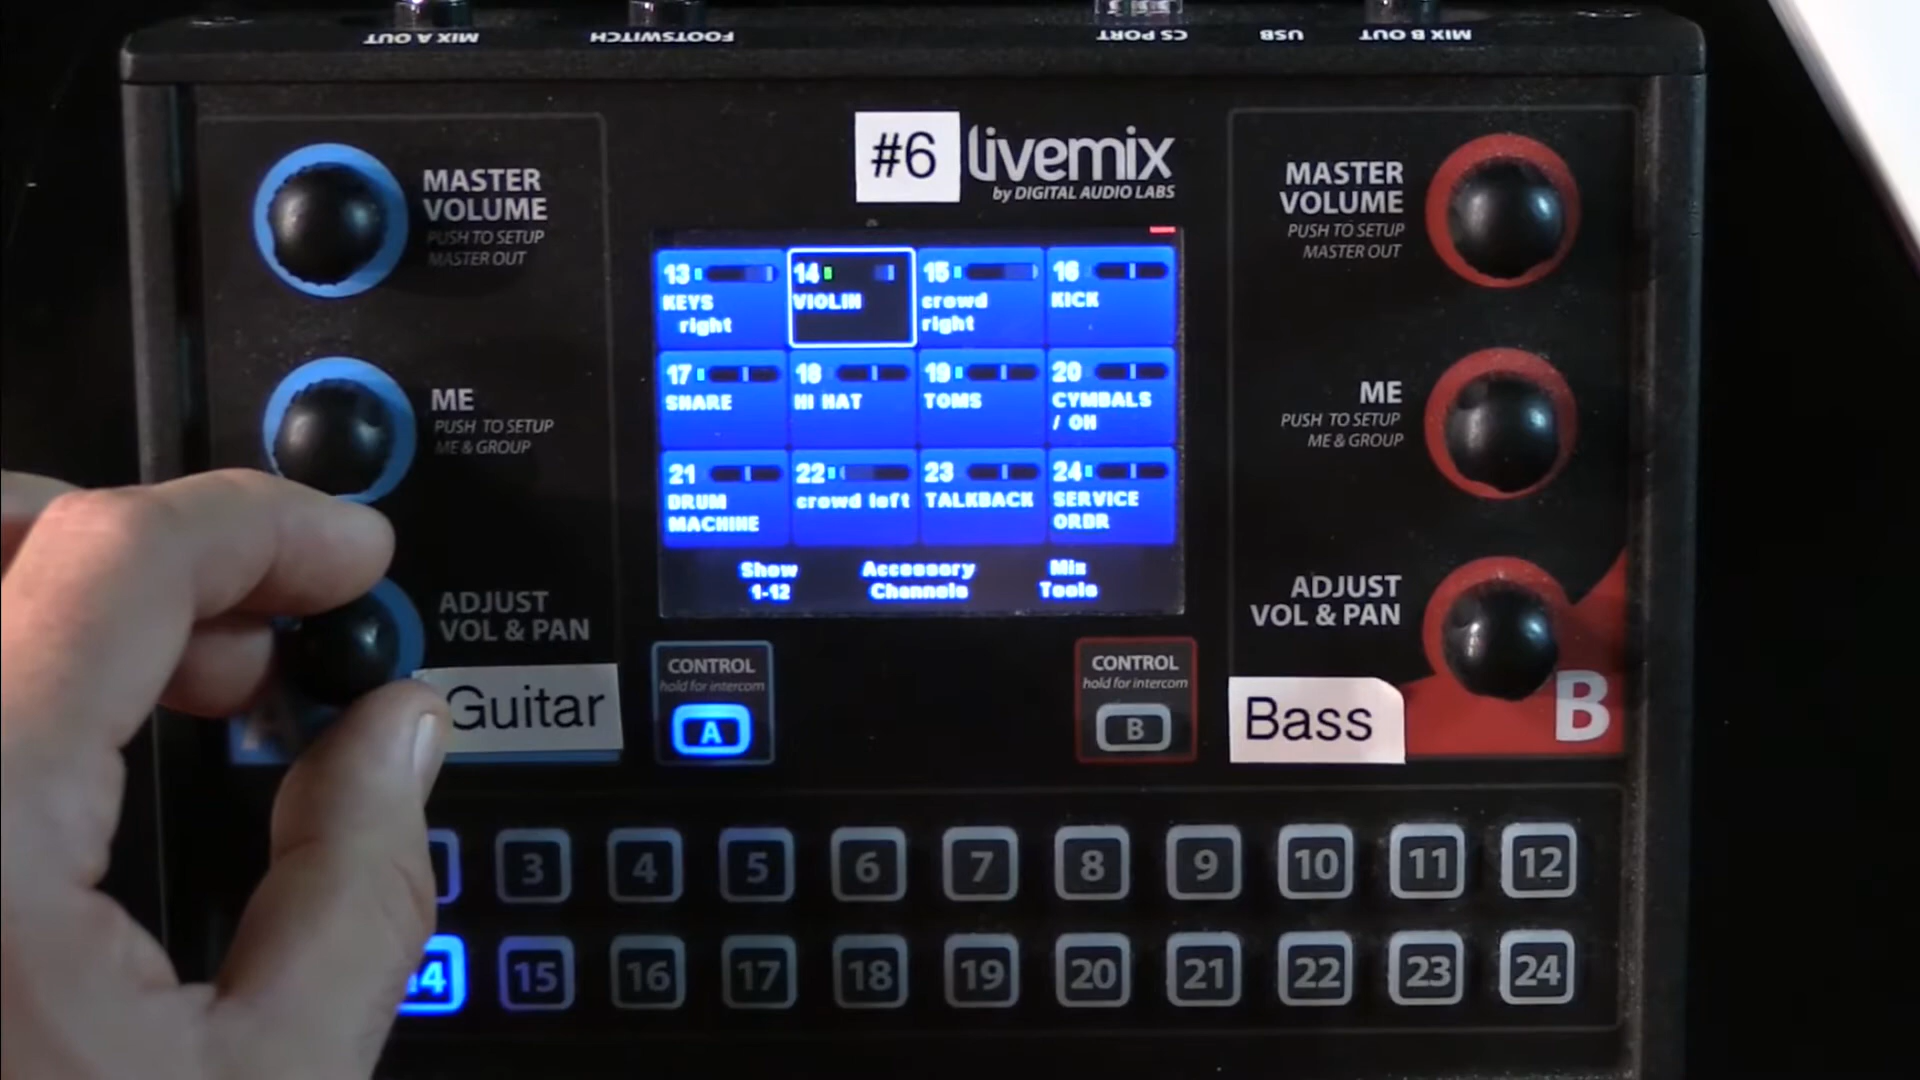 MIX A OUT
FOOTSWITCH
CS PORT
USB
MIX B OUT
#6
livemix
by DIGITAL AUDIO LABS
MASTER
VOLUME
PUSH TO SETUP
MASTER OUT
ME
PUSH TO SETUP
ME & GROUP
ADJUST
VOL & PAN
Guitar
13
KEYS
right
14
VIOLIN
15
crowd
right
16
KICK
17
SNARE
18
HI HAT
19
TOMS
20
CYMBALS
/ OH
21
DRUM
MACHINE
22
crowd left
23
TALKBACK
24
SERVICE
ORDR
Show
1-12
Accessory
Channels
Mix
Tools
CONTROL
hold for intercom
A
CONTROL
hold for intercom
B
MASTER
VOLUME
PUSH TO SETUP
MASTER OUT
ME
PUSH TO SETUP
ME & GROUP
ADJUST
VOL & PAN
Bass
B
3 4 5 6 7 8 9 10 11 12
14 15 16 17 18 19 20 21 22 23 24